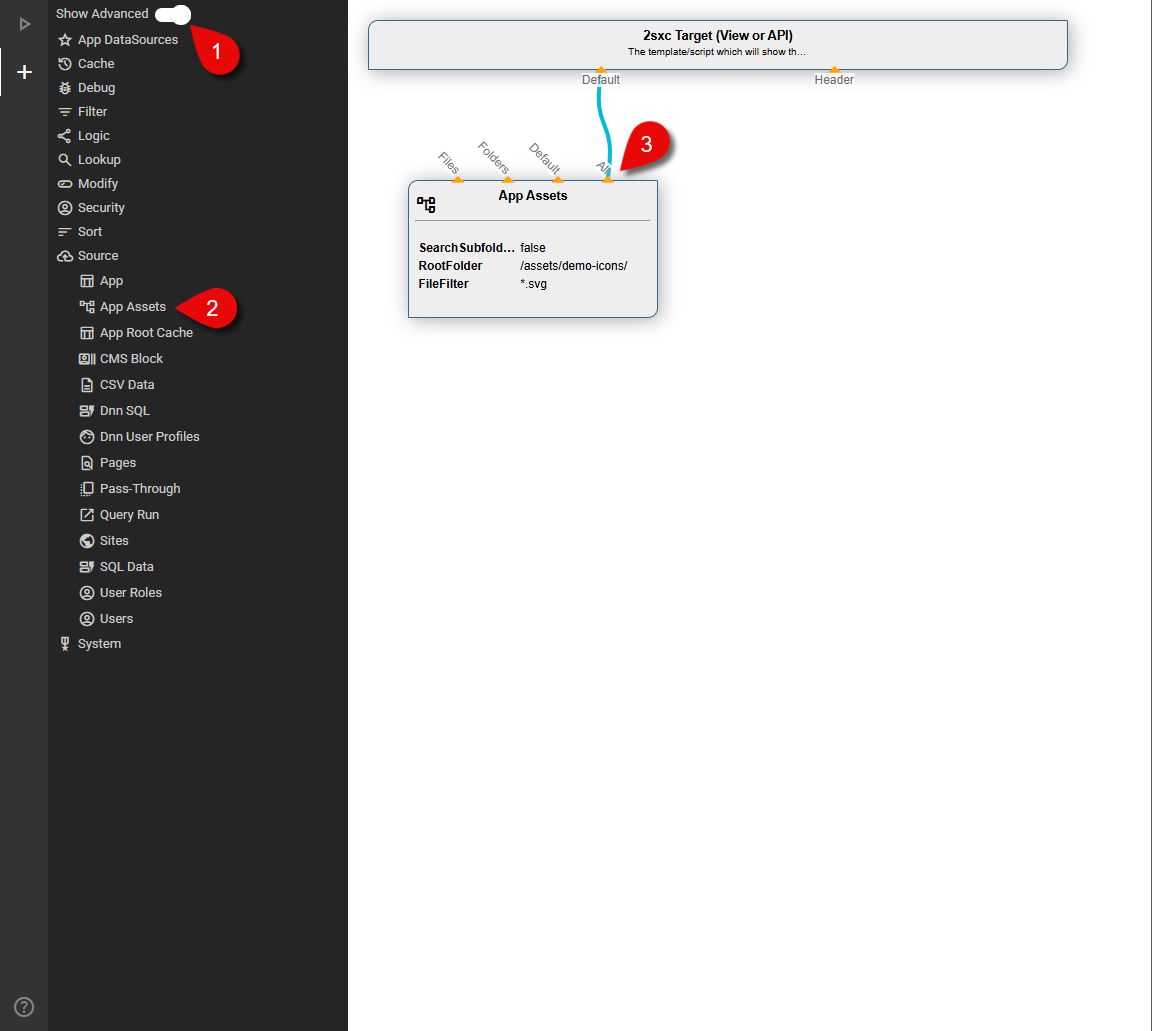 Show Advanced
1
App DataSources
Cache
Debug
Filter
Logic
Lookup
Modify
Security
Sort
Source
App
App Assets
2
App Root Cache
CMS Block
CSV Data
Dnn SQL
Dnn User Profiles
Pages
Pass-Through
Query Run
Sites
SQL Data
User Roles
Users
System
?
2sxc Target (View or API)
The template/script which will show th...
Default
Header
3
Files
Folders
Default
All
App Assets
SearchSubfold... false
RootFolder /assets/demo-icons/
FileFilter *.svg